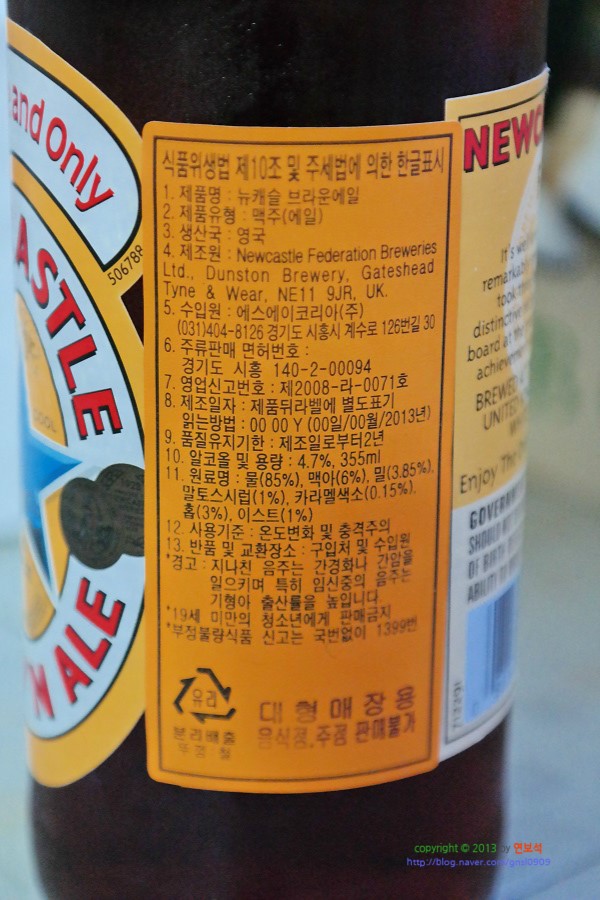 and Only
50678
ASTLE
N ALE
식품위생법 제10조 및 주세법에 의한 한글표시
1. 제품명 : 뉴캐슬 브라운에일
2. 제품유형 : 맥주(에일)
3. 생산국 : 영국
4. 제조원 : Newcastle Federation Breweries
Ltd., Dunston Brewery, Gateshead
Tyne & Wear, NE11 9JR, UK.
5. 수입원 : 에스에이코리아(주)
(031)404-8126 경기도 시흥시 계수로 126번길 30
6. 주류판매 면허번호 :
경기도 시흥 140-2-00094
7. 영업신고번호 : 제2008-라-0071호
8. 제조일자 : 제품뒤라벨에 별도표기
읽는방법 : 00 00 Y (00일/00월/2013년)
9. 품질유지기한 : 제조일로부터2년
10. 알코올 및 용량 : 4.7%, 355ml
11. 원료명 : 물(85%), 맥아(6%), 밀(3.85%),
말토스시럽(1%), 카라멜색소(0.15%),
홉(3%), 이스트(1%)
12. 사용기준 : 온도변화 및 충격주의
13. 반품 및 교환장소 : 구입처 및 수입원
*경고 : 지나친 음주는 간경화나 간암을
일으키며 특히 임신중의 음주는
기형아 출산률을 높입니다.
*19세 미만의 청소년에게 판매금지
*부정불량식품 신고는 국번없이 1399번
유리
분리배출
뚜껑:철
대형매장용
음식점,주점 판매불가
NEWC
It's
remarkab
took
distinct
board at the
achievem
BREWED
UNITED
Enjoy
GOVERN
SHOULD NOT
OF BIRTH
ABILITY TO
copyright © 2013 by 연보석
http://blog.naver.com/gnsl0909